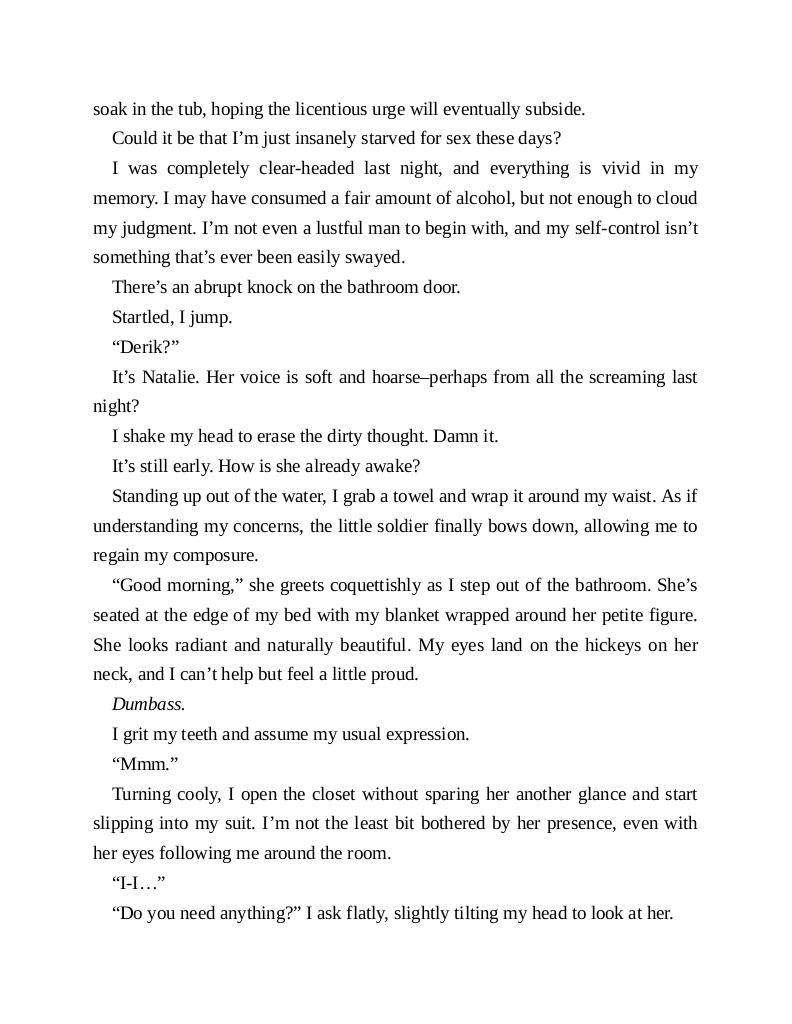 soak in the tub, hoping the licentious urge will eventually subside.
Could it be that I’m just insanely starved for sex these days?
I was completely clear-headed last night, and everything is vivid in my
memory. I may have consumed a fair amount of alcohol, but not enough to cloud
my judgment. I’m not even a lustful man to begin with, and my self-control isn’t
something that’s ever been easily swayed.
There’s an abrupt knock on the bathroom door.
Startled, I jump.
“Derik?”
It’s Natalie. Her voice is soft and hoarse–perhaps from all the screaming last
night?
I shake my head to erase the dirty thought. Damn it.
It’s still early. How is she already awake?
Standing up out of the water, I grab a towel and wrap it around my waist. As if
understanding my concerns, the little soldier finally bows down, allowing me to
regain my composure.
“Good morning,” she greets coquettishly as I step out of the bathroom. She’s
seated at the edge of my bed with my blanket wrapped around her petite figure.
She looks radiant and naturally beautiful. My eyes land on the hickeys on her
neck, and I can’t help but feel a little proud.
Dumbass.
I grit my teeth and assume my usual expression.
“Mmm.”
Turning cooly, I open the closet without sparing her another glance and start
slipping into my suit. I’m not the least bit bothered by her presence, even with
her eyes following me around the room.
“I-I…”
“Do you need anything?” I ask flatly, slightly tilting my head to look at her.